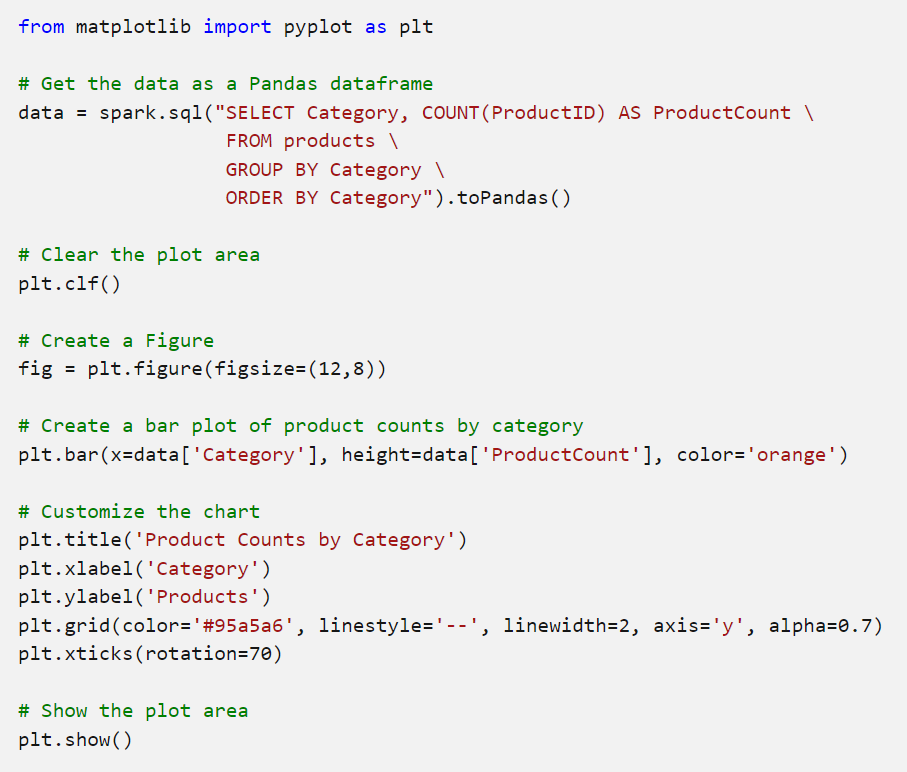 from matplotlib import pyplot as plt
# Get the data as a Pandas dataframe
data = spark.sql("SELECT Category, COUNT(ProductID) AS ProductCount \
FROM products \
GROUP BY Category \
ORDER BY Category").toPandas()
# Clear the plot area
plt.clf()
# Create a Figure
fig = plt.figure(figsize=(12,8))
# Create a bar plot of product counts by category
plt.bar(x=data['Category'], height=data['ProductCount'], color='orange')
# Customize the chart
plt.title('Product Counts by Category')
plt.xlabel('Category')
plt.ylabel('Products')
plt.grid(color='#95a5a6', linestyle='--', linewidth=2, axis='y', alpha=0.7)
plt.xticks(rotation=70)
# Show the plot area
plt.show()